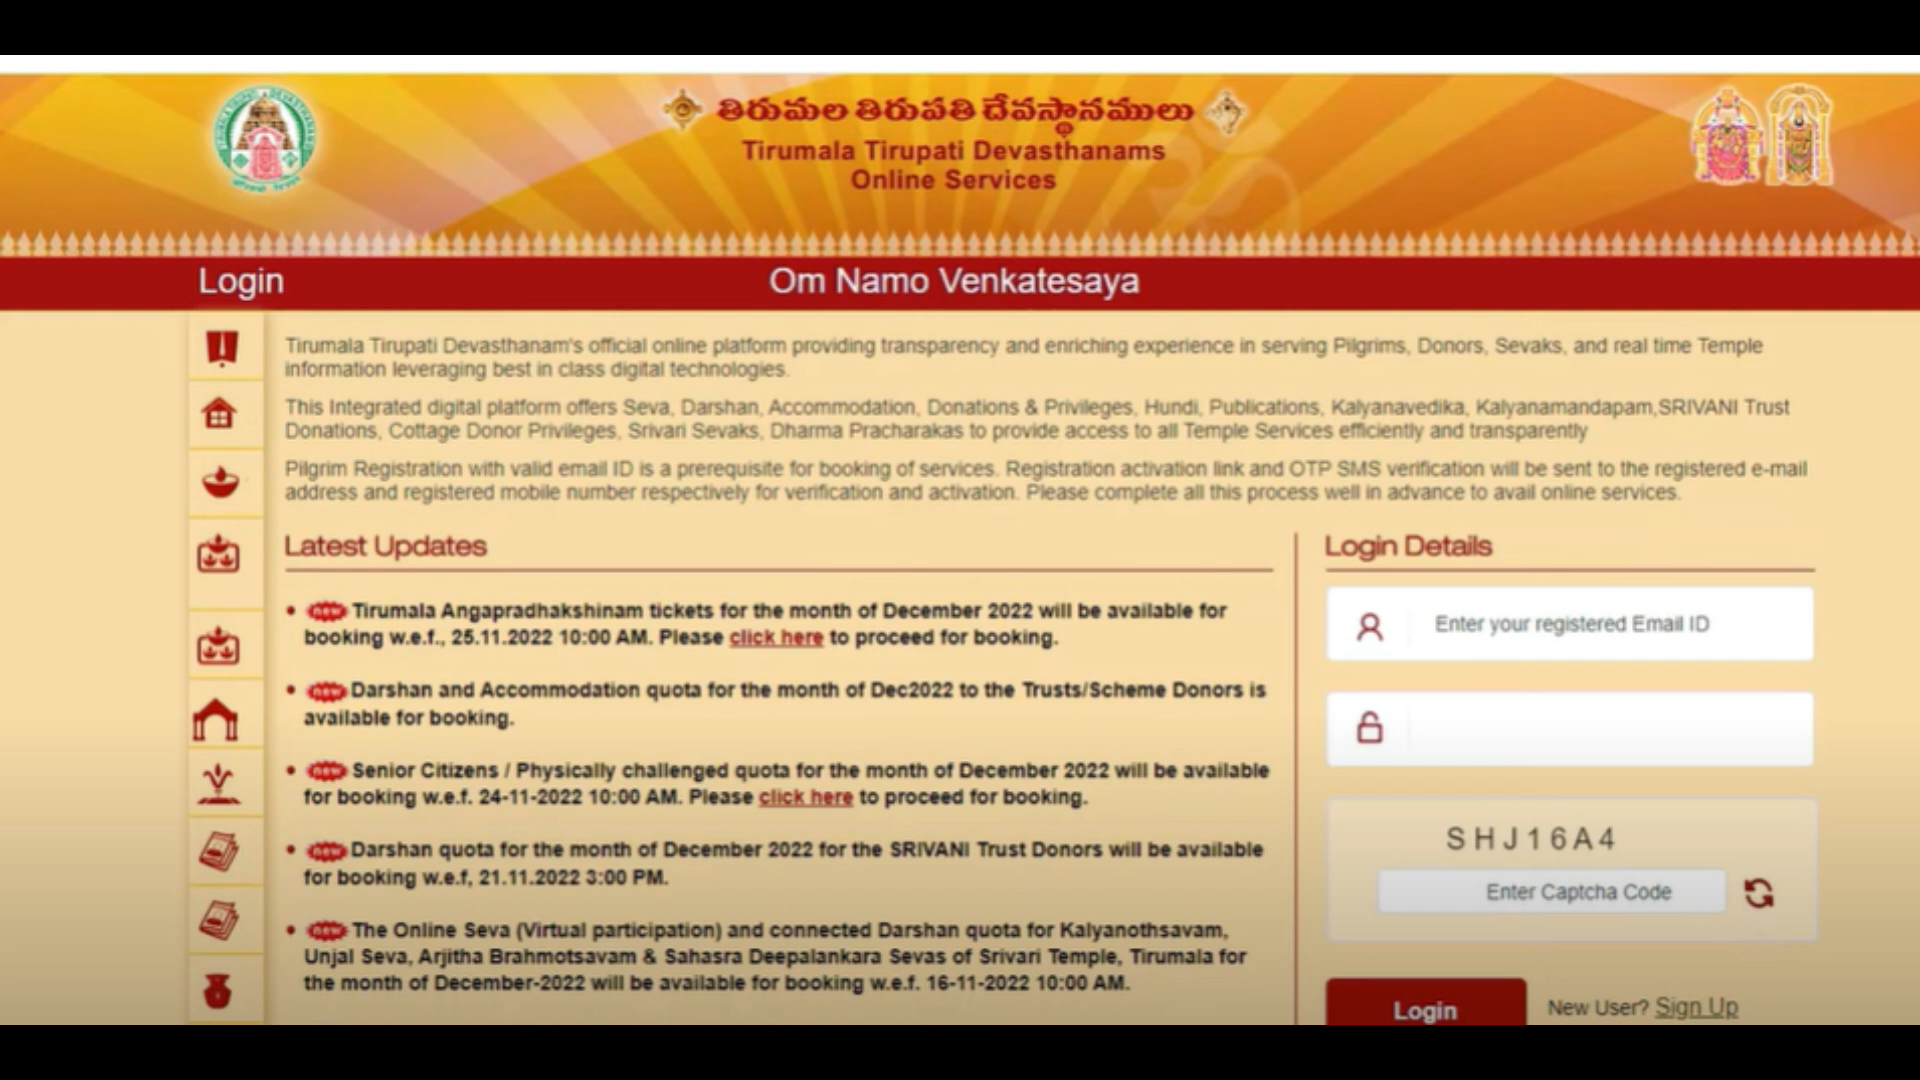 తిరుమల తిరుపతి దేవస్థానములు
Tirumala Tirupati Devasthanams
Online Services
Login
Om Namo Venkatesaya
Tirumala Tirupati Devasthanam's official online platform providing transparency and enriching experience in serving Pilgrims, Donors, Sevaks, and real time Temple
information leveraging best in class digital technologies.
This Integrated digital platform offers Seva, Darshan, Accommodation, Donations & Privileges, Hundi, Publications, Kalyanavedika, Kalyanamandapam,SRIVANI Trust
Donations, Cottage Donor Privileges, Srivari Sevaks, Dharma Pracharakas to provide access to all Temple Services efficiently and transparently
Pilgrim Registration with valid email ID is a prerequisite for booking of services. Registration activation link and OTP SMS verification will be sent to the registered e-mail
address and registered mobile number respectively for verification and activation. Please complete all this process well in advance to avail online services.
Latest Updates
new Tirumala Angapradhakshinam tickets for the month of December 2022 will be available for
booking w.e.f., 25.11.2022 10:00 AM. Please click here to proceed for booking.
new Darshan and Accommodation quota for the month of Dec2022 to the Trusts/Scheme Donors is
available for booking.
new Senior Citizens / Physically challenged quota for the month of December 2022 will be available
for booking w.e.f. 24-11-2022 10:00 AM. Please click here to proceed for booking.
new Darshan quota for the month of December 2022 for the SRIVANI Trust Donors will be available
for booking w.e.f, 21.11.2022 3:00 PM.
new The Online Seva (Virtual participation) and connected Darshan quota for Kalyanothsavam,
Unjal Seva, Arjitha Brahmotsavam & Sahasra Deepalankara Sevas of Srivari Temple, Tirumala for
the month of December-2022 will be available for booking w.e.f. 16-11-2022 10:00 AM.
Login Details
Enter your registered Email ID
SHJ16A4
Enter Captcha Code
Login
New User? Sign Up